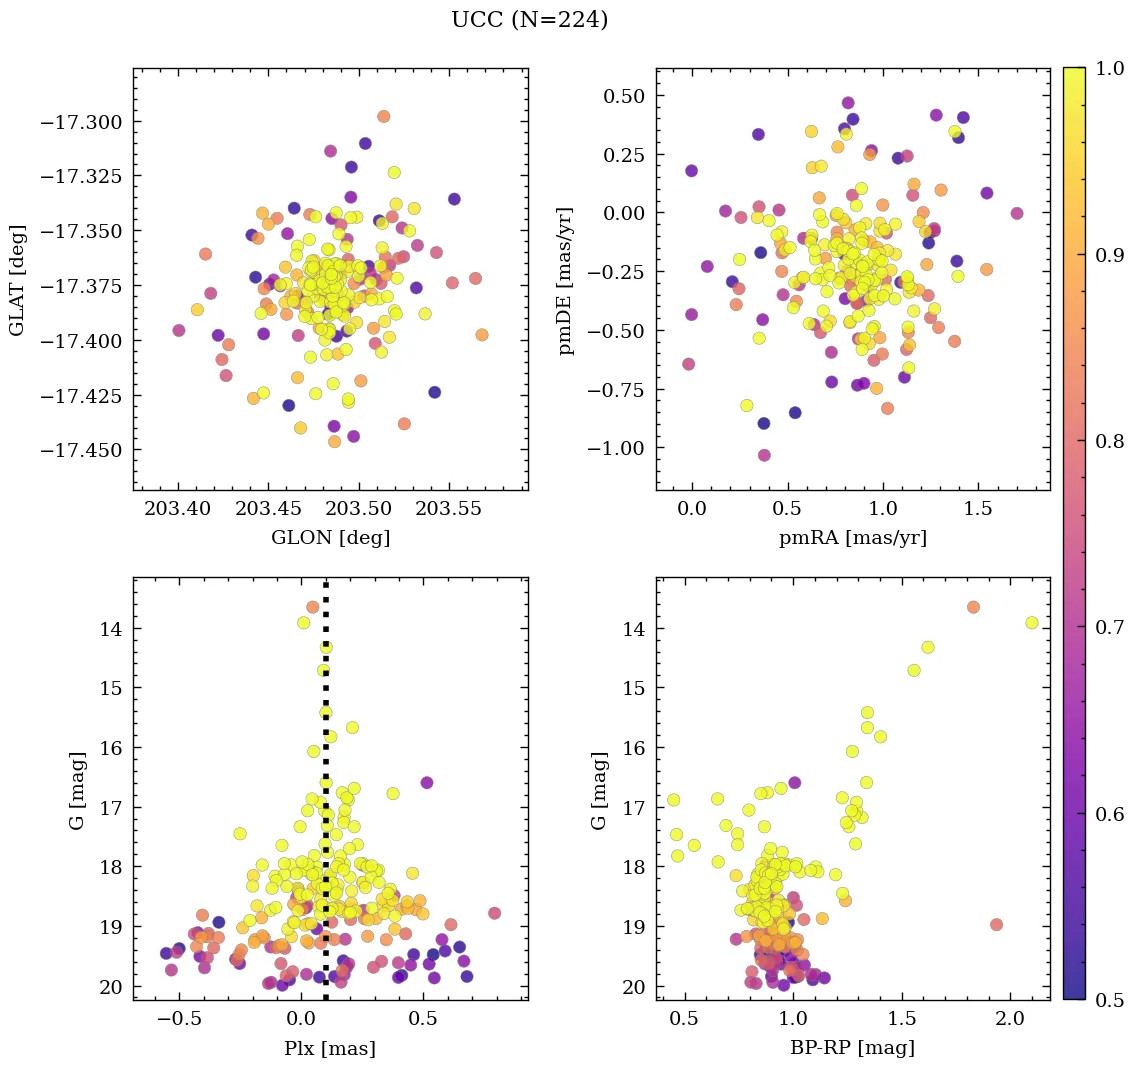 UCC (N=224)
−17.300
−17.325
−17.350
−17.375
−17.400
−17.425
−17.450
GLAT [deg]
203.40 203.45 203.50 203.55
GLON [deg]
0.50
0.25
0.00
−0.25
−0.50
−0.75
−1.00
pmDE [mas/yr]
0.0 0.5 1.0 1.5
pmRA [mas/yr]
14
15
16
17
18
19
20
G [mag]
−0.5 0.0 0.5
Plx [mas]
14
15
16
17
18
19
20
G [mag]
0.5 1.0 1.5 2.0
BP-RP [mag]
1.0
0.9
0.8
0.7
0.6
0.5